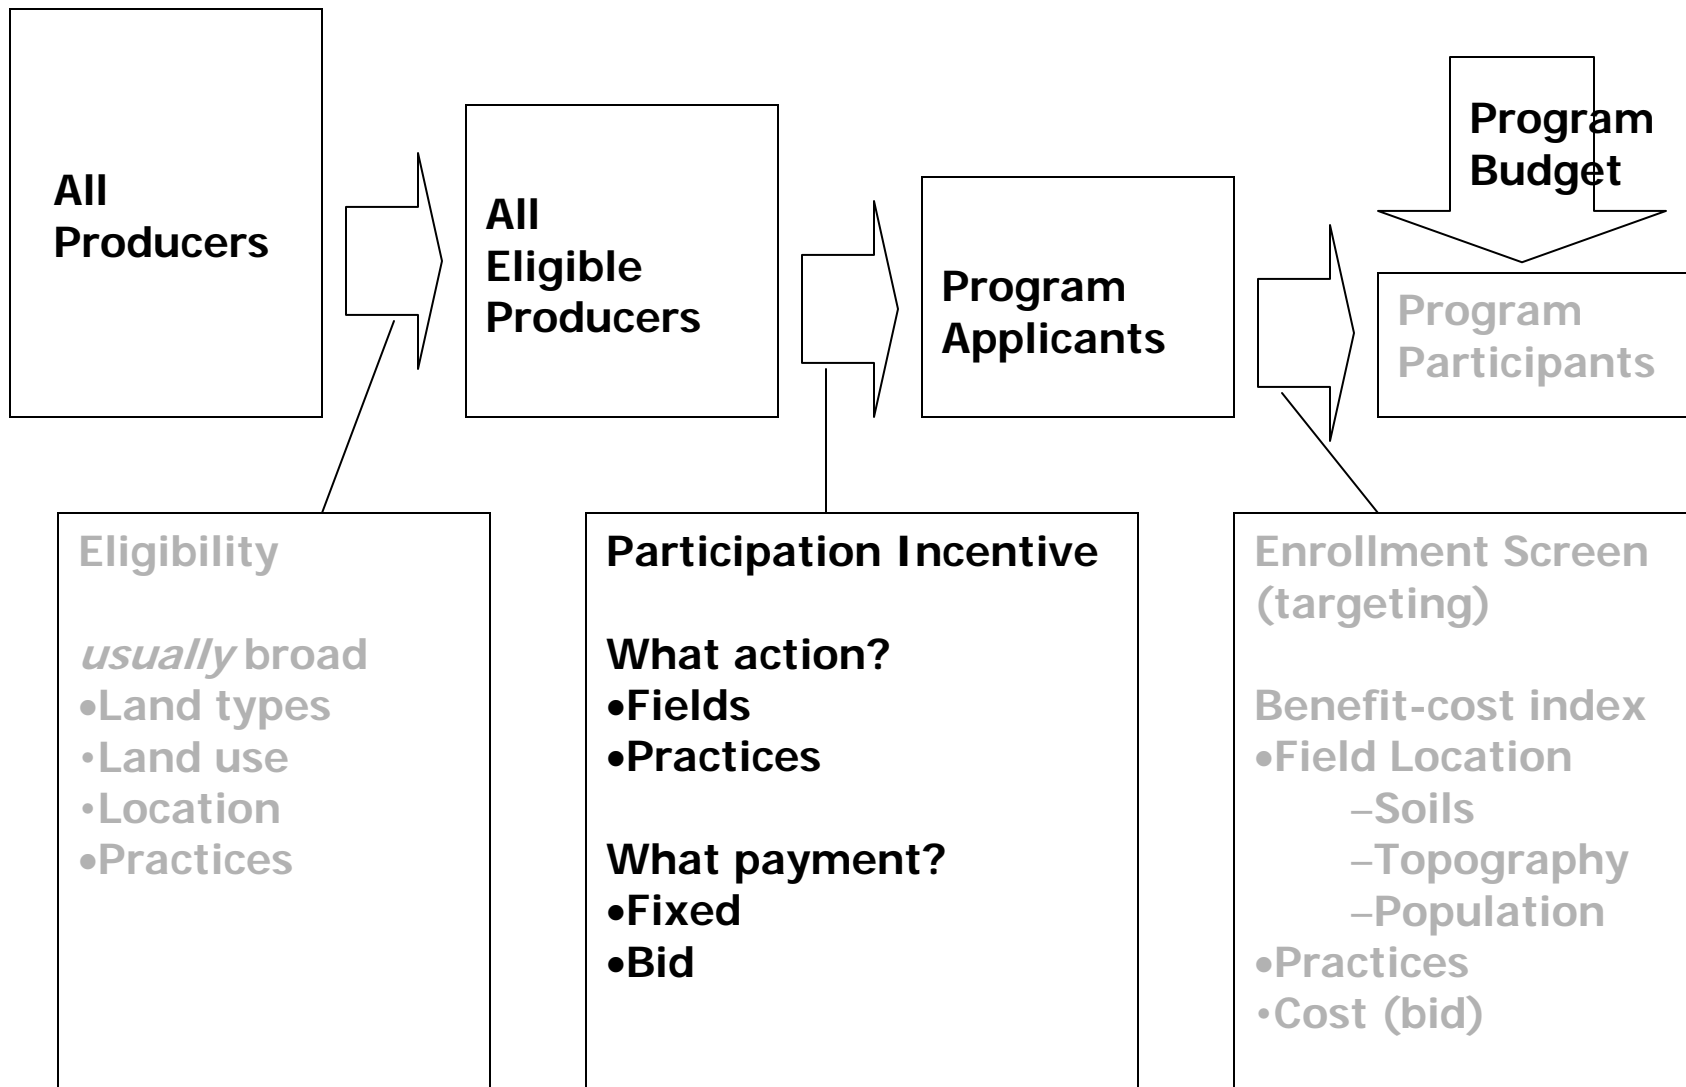 All
Producers
All
Eligible
Producers
Program
Applicants
Program
Budget
Program
Participants
Eligibility
usually broad
•Land types
•Land use
•Location
•Practices
Participation Incentive
What action?
•Fields
•Practices
What payment?
•Fixed
•Bid
Enrollment Screen
(targeting)
Benefit-cost index
•Field Location
–Soils
–Topography
–Population
•Practices
•Cost (bid)